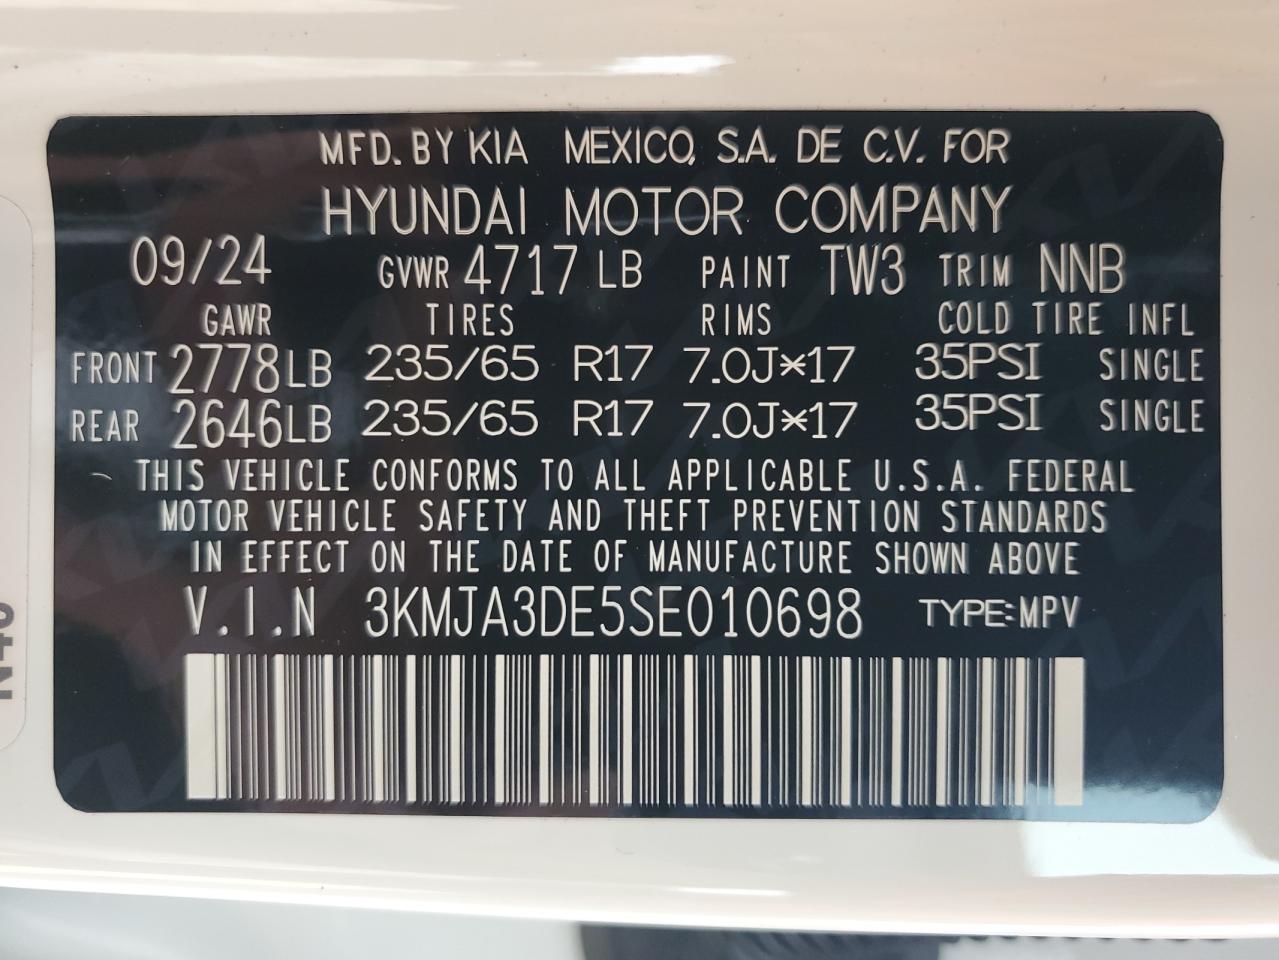 MFD. BY KIA MEXICO, S.A. DE C.V. FOR
HYUNDAI MOTOR COMPANY
09/24 GVWR 4717 LB PAINT TW3 TRIM NNB
GAWR TIRES RIMS COLD TIRE INFL
FRONT 2778LB 235/65 R17 7.0J*17 35PSI SINGLE
REAR 2646LB 235/65 R17 7.0J*17 35PSI SINGLE
THIS VEHICLE CONFORMS TO ALL APPLICABLE U.S.A. FEDERAL
MOTOR VEHICLE SAFETY AND THEFT PREVENTION STANDARDS
IN EFFECT ON THE DATE OF MANUFACTURE SHOWN ABOVE
V.I.N 3KMJA3DE5SE010698 TYPE:MPV